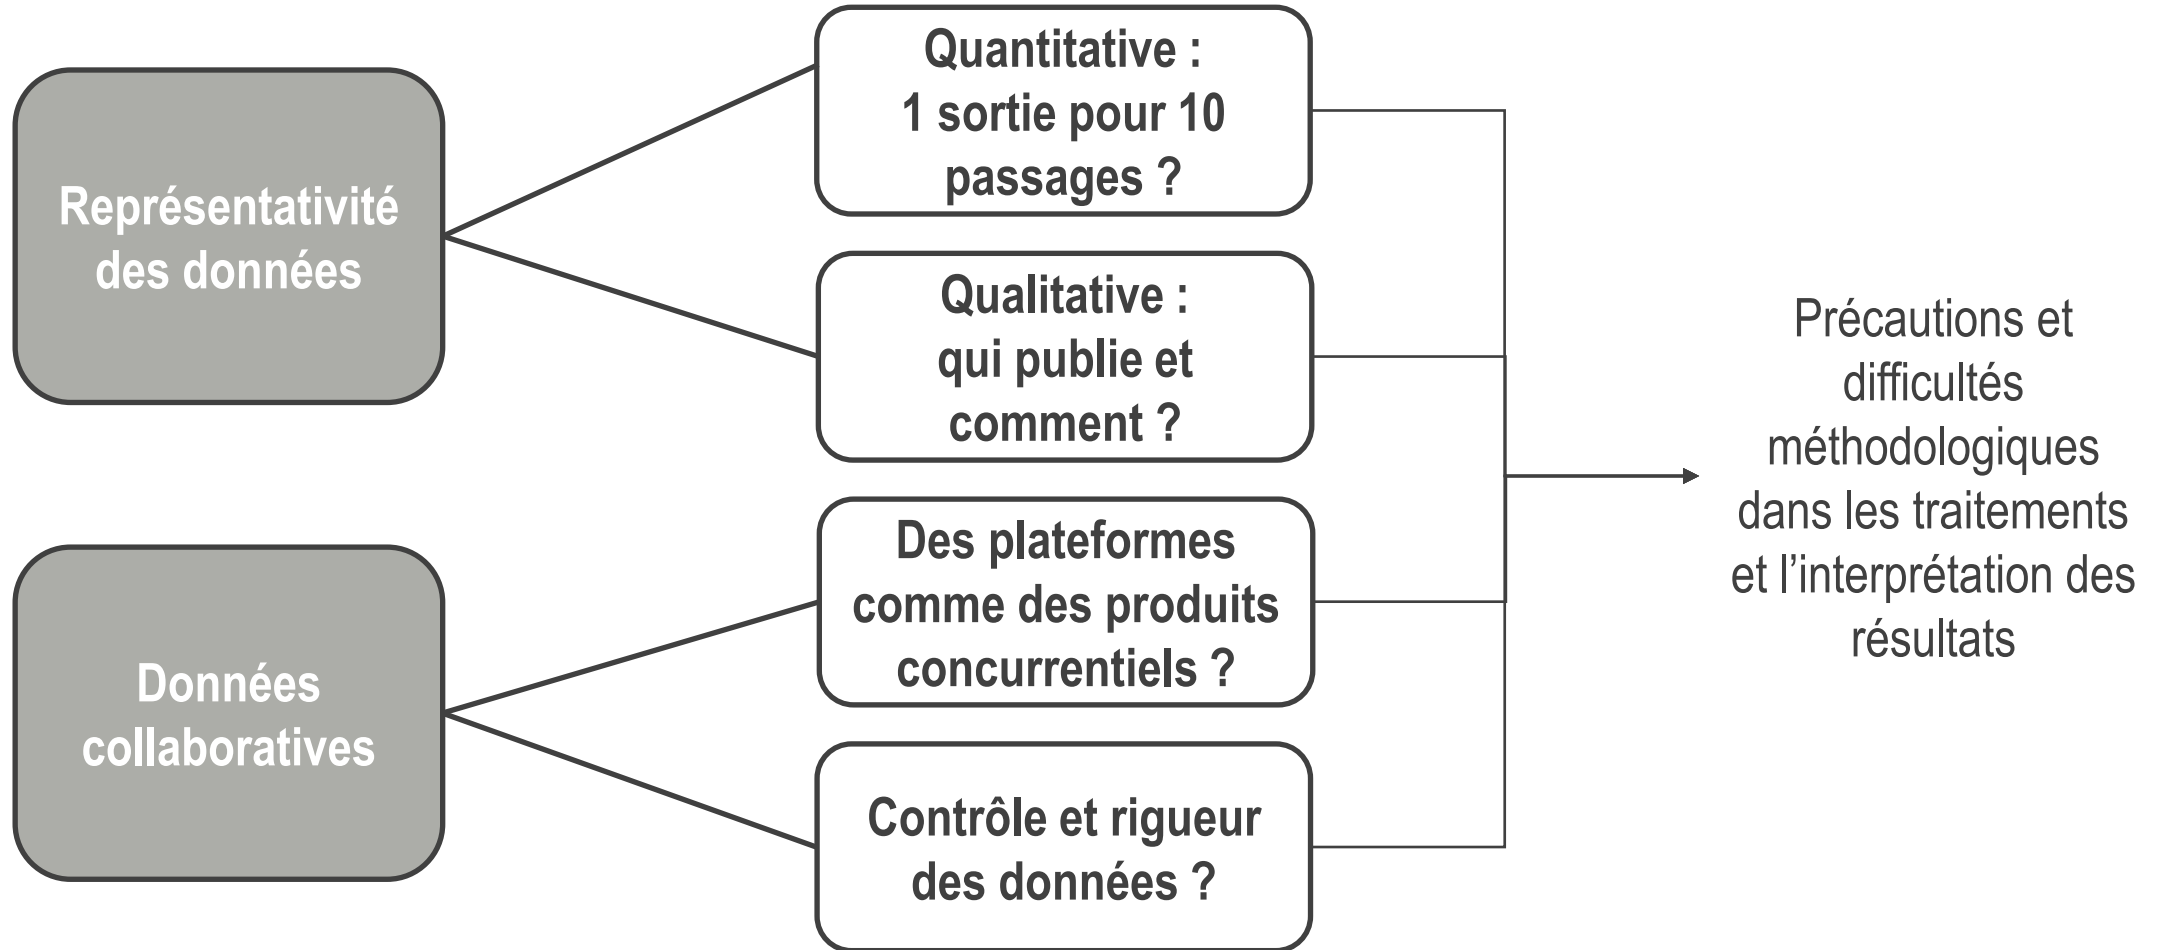 Représentativité
des données
Quantitative :
1 sortie pour 10
passages ?
Qualitative :
qui publie et
comment ?
Données
collaboratives
Des plateformes
comme des produits
concurrentiels ?
Contrôle et rigueur
des données ?
Précautions et
difficultés
méthodologiques
dans les traitements
et l’interprétation des
résultats